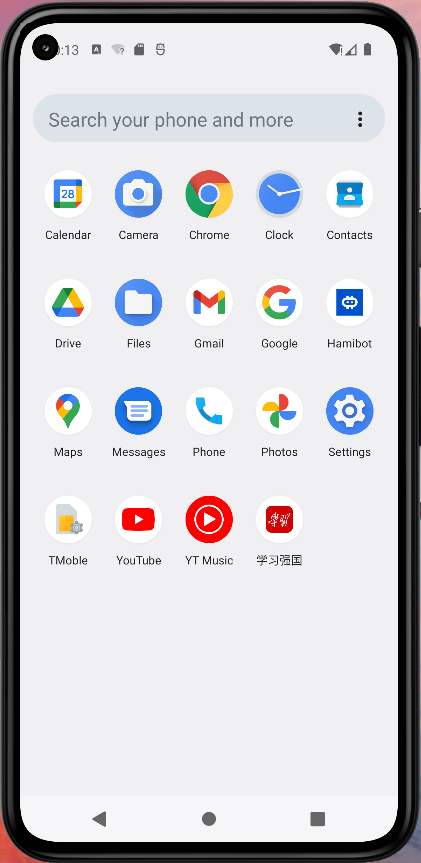 :13
Search your phone and more
28
Calendar Camera Chrome Clock Contacts
Drive Files Gmail Google Hamibot
Maps Messages Phone Photos Settings
TMoble YouTube YT Music 学习强国